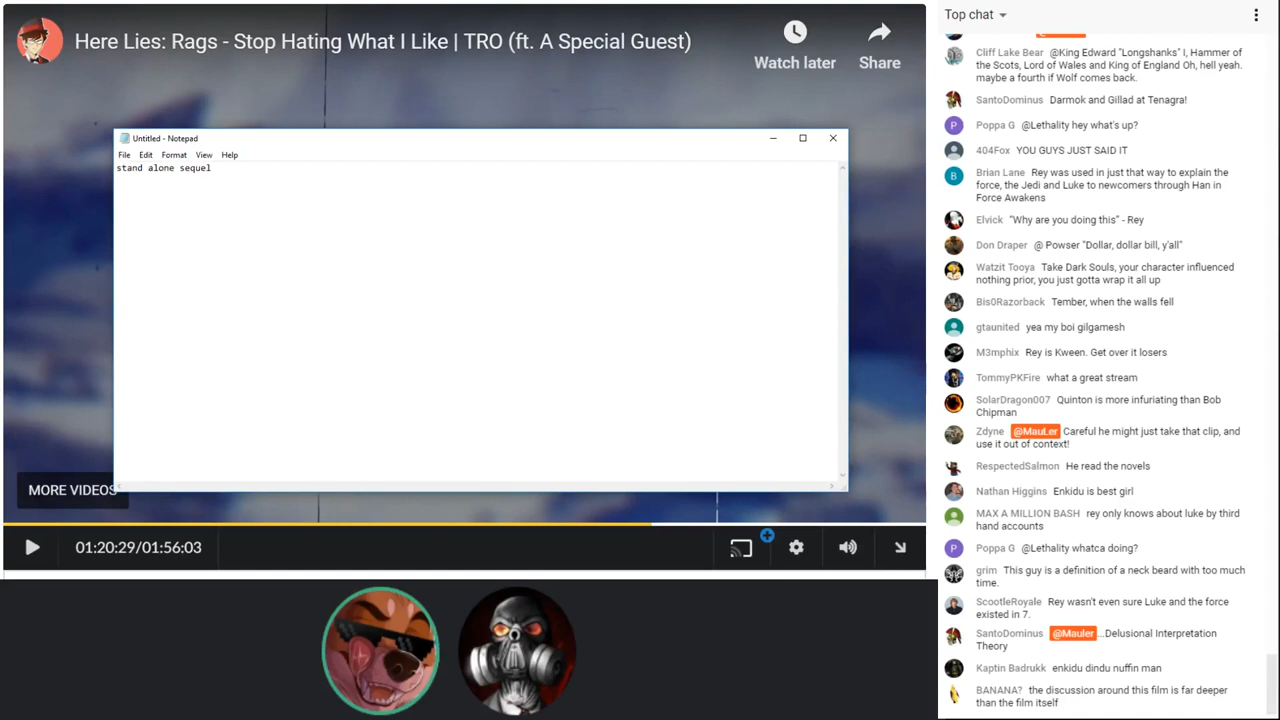 Here Lies: Rags - Stop Hating What I Like | TRO (ft. A Special Guest)
Watch later
Share
Untitled - Notepad
File Edit Format View Help
stand alone sequel
MORE VIDEOS
01:20:29/01:56:03
Top chat
Cliff Lake Bear @King Edward "Longshanks" I, Hammer of
the Scots, Lord of Wales and King of England Oh, hell yeah.
maybe a fourth if Wolf comes back.
SantoDominus Darmok and Gillad at Tenagra!
Poppa G @Lethality hey what's up?
404Fox YOU GUYS JUST SAID IT
Brian Lane Rey was used in just that way to explain the
force, the Jedi and Luke to newcomers through Han in
Force Awakens
Elvick "Why are you doing this" - Rey
Don Draper @ Powser "Dollar, dollar bill, y'all"
Watzit Tooya Take Dark Souls, your character influenced
nothing prior, you just gotta wrap it all up
Bis0Razorback Tember, when the walls fell
gtaunited yea my boi gilgamesh
M3mphix Rey is Kween. Get over it losers
TommyPKFire what a great stream
SolarDragon007 Quinton is more infuriating than Bob
Chipman
Zdyne @MauLer Careful he might just take that clip, and
use it out of context!
RespectedSalmon He read the novels
Nathan Higgins Enkidu is best girl
MAX A MILLION BASH rey only knows about luke by third
hand accounts
Poppa G @Lethality whatca doing?
grim This guy is a definition of a neck beard with too much
time.
ScootleRoyale Rey wasn't even sure Luke and the force
existed in 7.
SantoDominus @Mauler ...Delusional Interpretation
Theory
Kaptin Badrukk enkidu dindu nuffin man
BANANA? the discussion around this film is far deeper
than the film itself